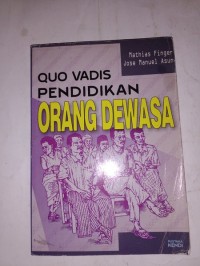 Mathias Finger
Jose Manuel Asun
QUO VADIS
PENDIDIKAN
ORANG DEWASA